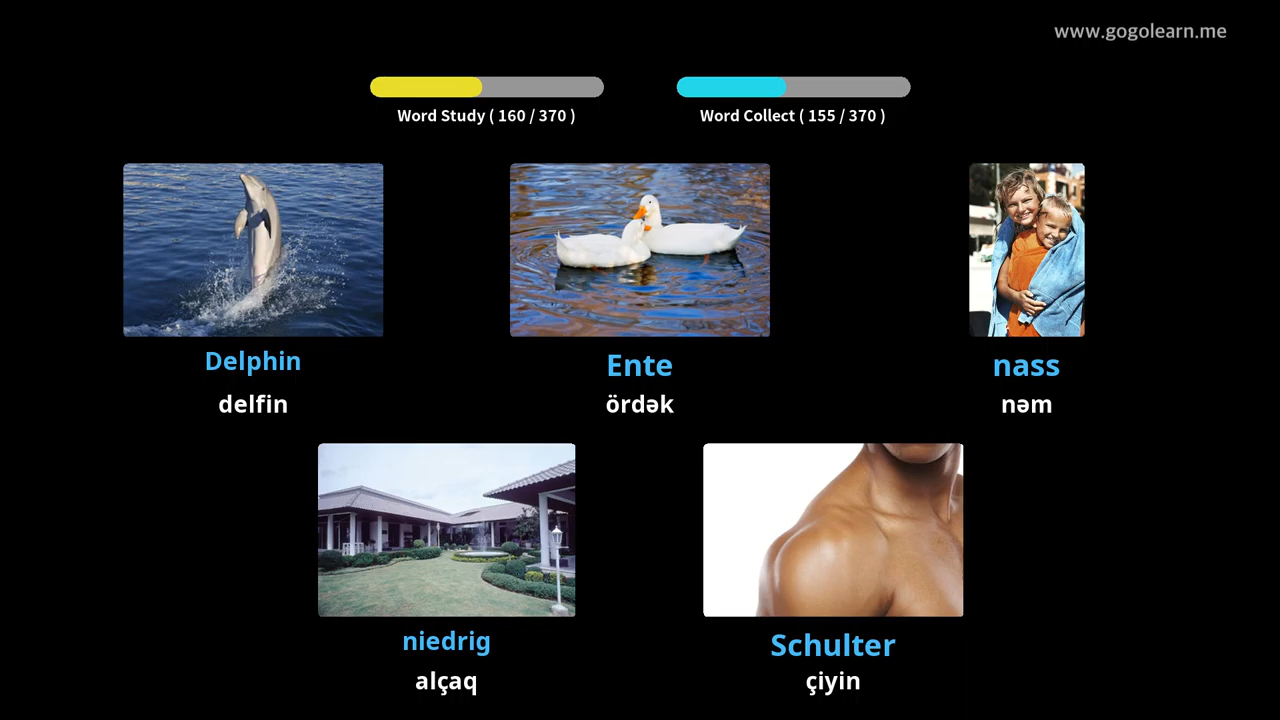 www.gogolearn.me
Word Study ( 160 / 370 )
Word Collect ( 155 / 370 )
Delphin
delfin
Ente
ördək
nass
nəm
niedrig
alçaq
Schulter
çiyin